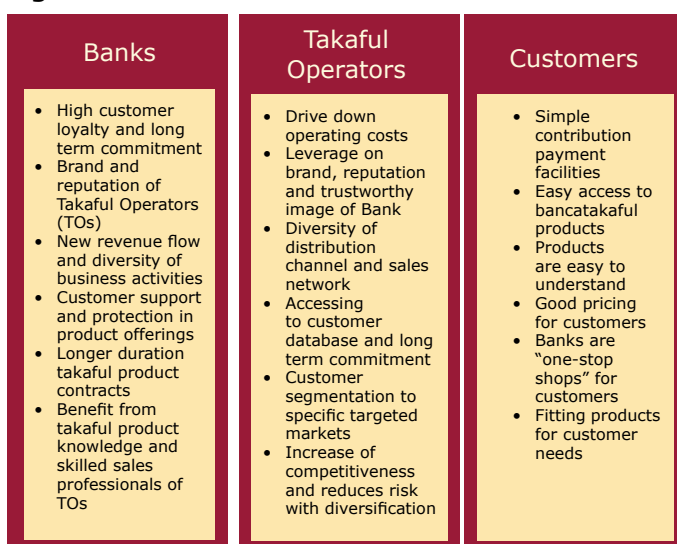 Banks
• High customer
loyalty and long
term commitment
• Brand and
reputation of
Takaful Operators
(TOs)
• New revenue flow
and diversity of
business activities
• Customer support
and protection in
product offerings
• Longer duration
takaful product
contracts
• Benefit from
takaful product
knowledge and
skilled sales
professionals of
TOs
Takaful
Operators
• Drive down
operating costs
• Leverage on
brand, reputation
and trustworthy
image of Bank
• Diversity of
distribution
channel and sales
network
• Accessing
to customer
database and long
term commitment
• Customer
segmentation to
specific targeted
markets
• Increase of
competitiveness
and reduces risk
with diversification
Customers
• Simple
contribution
payment
facilities
• Easy access to
bancatakaful
products
• Products
are easy to
understand
• Good pricing
for customers
• Banks are
“one-stop
shops” for
customers
• Fitting products
for customer
needs